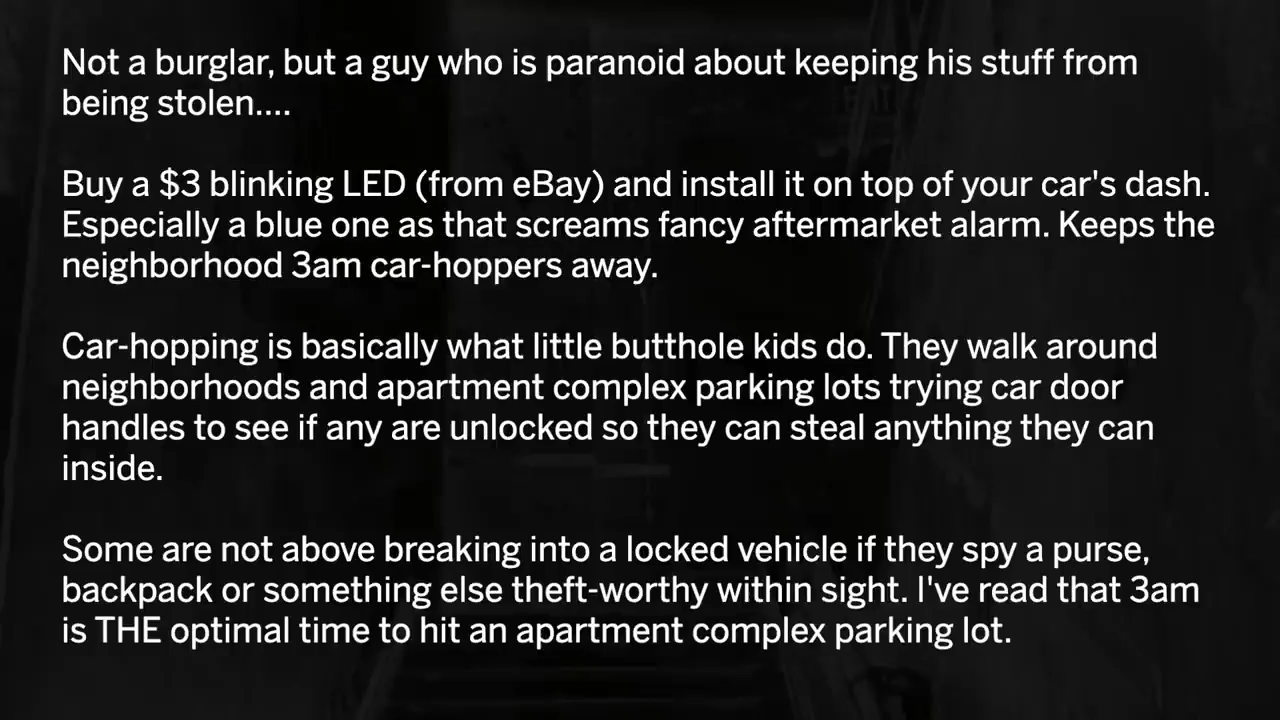 Not a burglar, but a guy who is paranoid about keeping his stuff from
being stolen....
Buy a $3 blinking LED (from eBay) and install it on top of your car's dash.
Especially a blue one as that screams fancy aftermarket alarm. Keeps the
neighborhood 3am car-hoppers away.
Car-hopping is basically what little butthole kids do. They walk around
neighborhoods and apartment complex parking lots trying car door
handles to see if any are unlocked so they can steal anything they can
inside.
Some are not above breaking into a locked vehicle if they spy a purse,
backpack or something else theft-worthy within sight. I've read that 3am
is THE optimal time to hit an apartment complex parking lot.